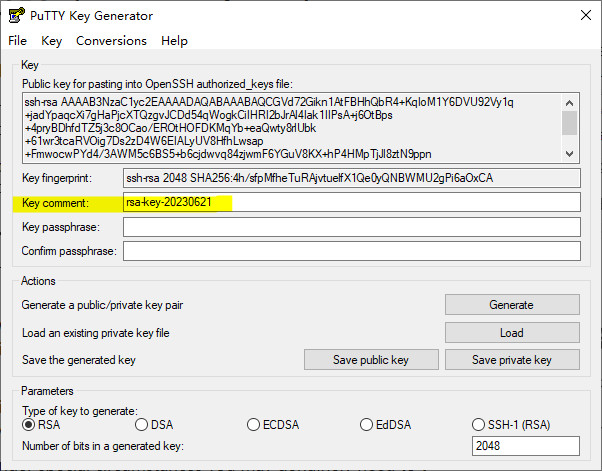 PuTTY Key Generator
File Key Conversions Help
Key
Public key for pasting into OpenSSH authorized_keys file:
ssh-rsa AAAAB3NzaC1yc2EAAAADAQABAAABAQCGVd72Gikn1AtFBHhQbR4+KqIoM1Y6DVU92Vy1q
+jadYpaqcXi7gHaPjcXTQzgvJCDd54qWogkCiIHRI2bJrAl4Iak1IIPsA+j6OtBps
+4pryBDhfdTZ5j3c8OCao/EROtHOFDKMqYb+eaQwty8rlUbk
+61wr3tcaRVOig7Ds2zD4W6EIALyUV8HfhLwsap
+FmwocwPYd4/3AWM5c6BS5+b6cjdwvq84zjwmF6YGuV8KX+hP4HMpTjJI8ztN9ppn
Key fingerprint: ssh-rsa 2048 SHA256:4h/sfpMfheTuRAjvtuelfX1Qe0yQNBWMU2gPi6aOxCA
Key comment: rsa-key-20230621
Key passphrase:
Confirm passphrase:
Actions
Generate a public/private key pair Generate
Load an existing private key file Load
Save the generated key Save public key Save private key
Parameters
Type of key to generate:
RSA DSA ECDSA EdDSA SSH-1 (RSA)
Number of bits in a generated key: 2048